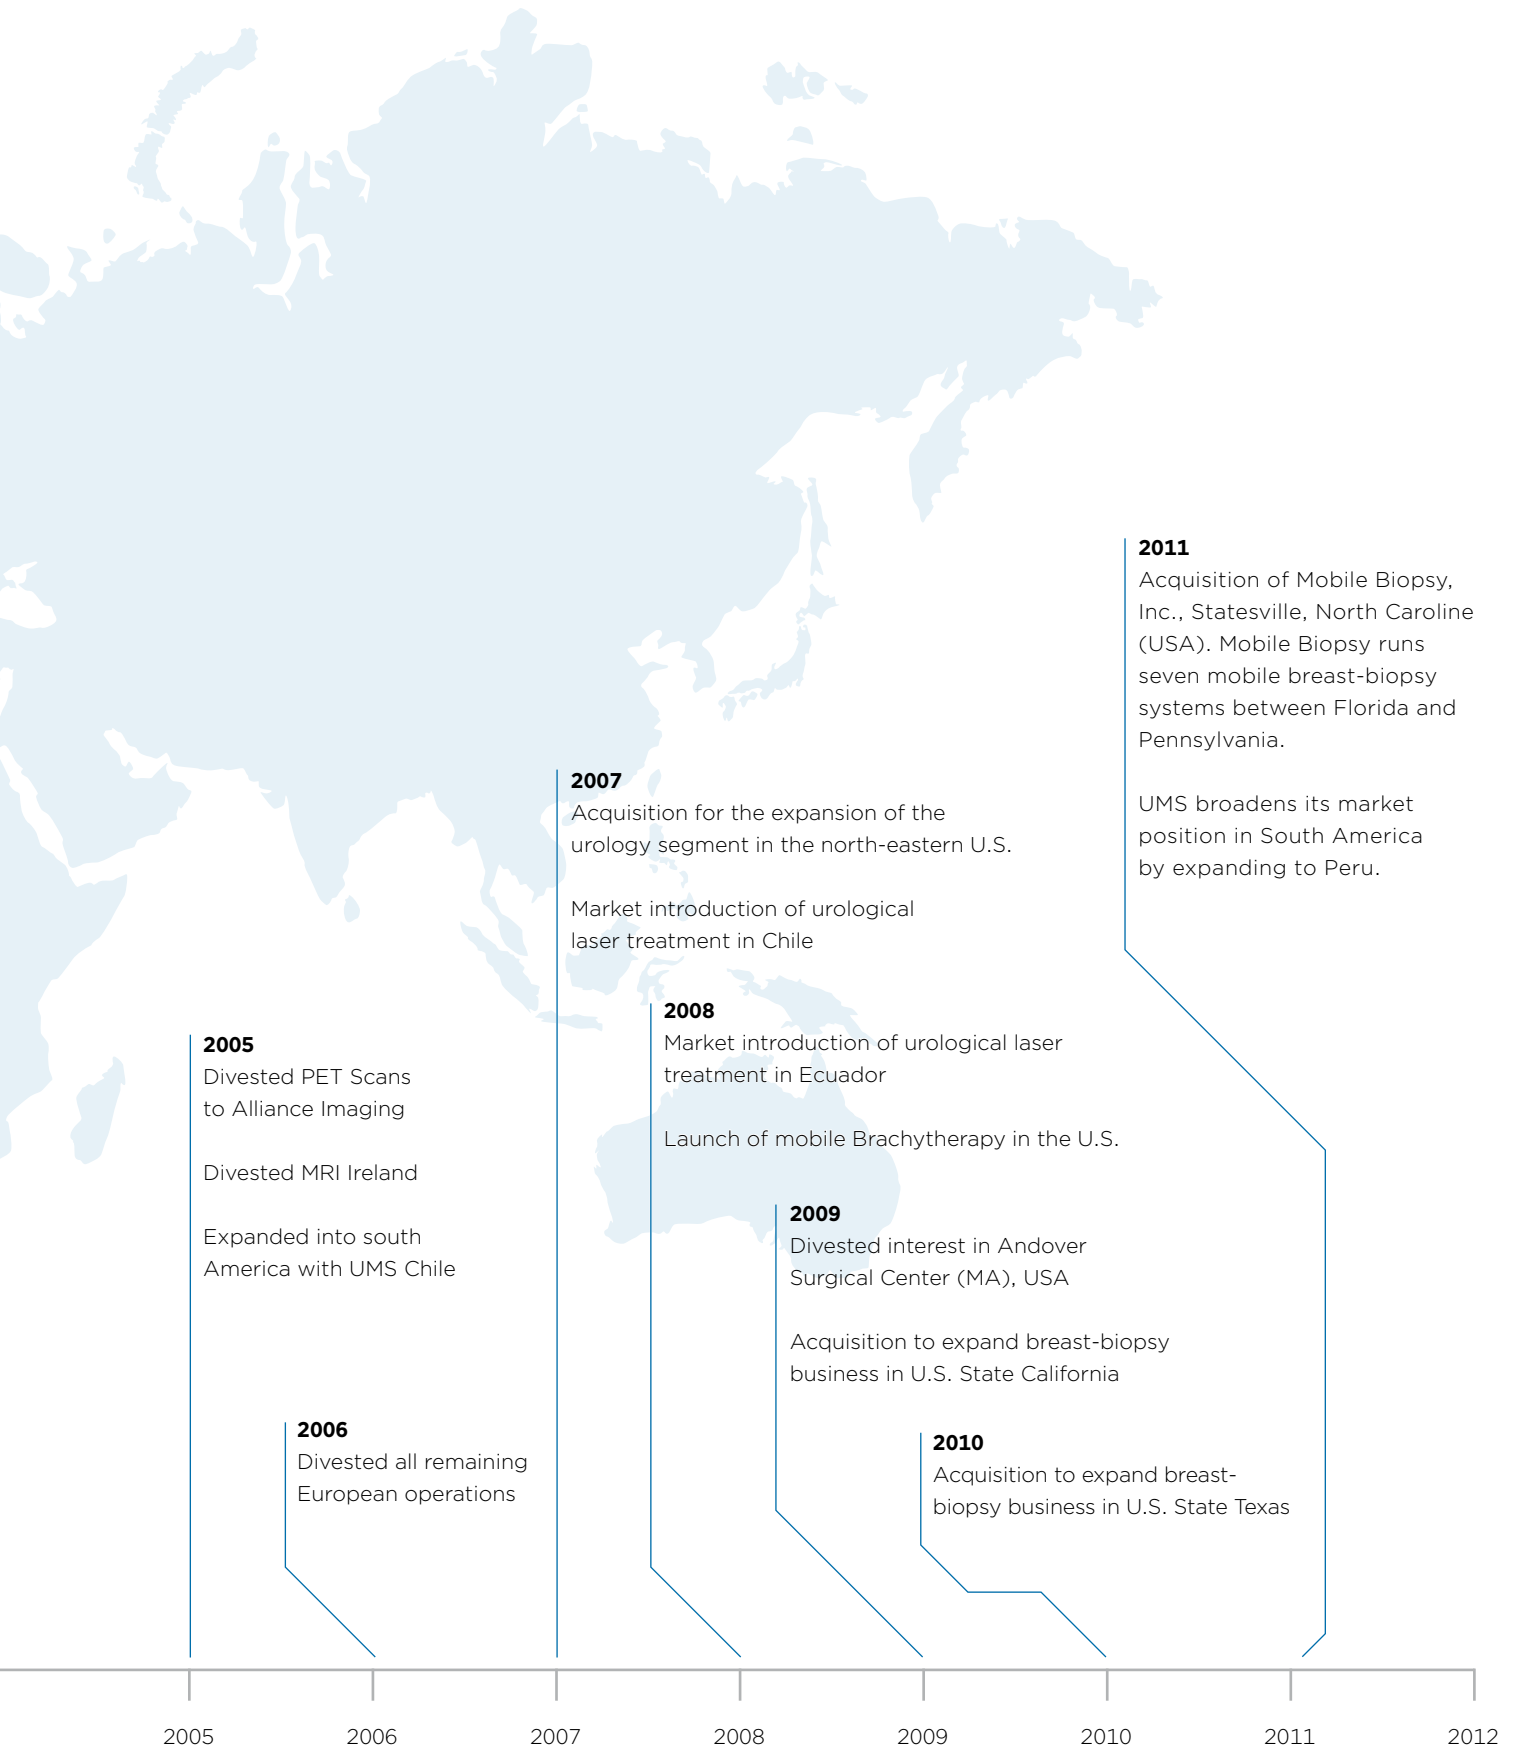 2011
Acquisition of Mobile Biopsy,
Inc., Statesville, North Caroline
(USA). Mobile Biopsy runs
seven mobile breast-biopsy
systems between Florida and
Pennsylvania.
UMS broadens its market
position in South America
by expanding to Peru.
2007
Acquisition for the expansion of the
urology segment in the north-eastern U.S.
Market introduction of urological
laser treatment in Chile
2008
Market introduction of urological laser
treatment in Ecuador
Launch of mobile Brachytherapy in the U.S.
2005
Divested PET Scans
to Alliance Imaging
Divested MRI Ireland
Expanded into south
America with UMS Chile
2009
Divested interest in Andover
Surgical Center (MA), USA
Acquisition to expand breast-biopsy
business in U.S. State California
2006
Divested all remaining
European operations
2010
Acquisition to expand breast-
biopsy business in U.S. State Texas
2005 2006 2007 2008 2009 2010 2011 2012